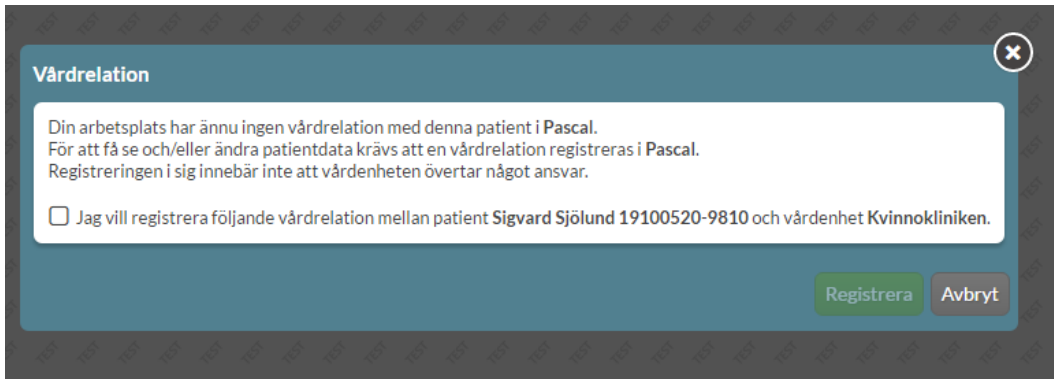 Vårdrelation
Din arbetsplats har ännu ingen vårdrelation med denna patient i Pascal.
För att få se och/eller ändra patientdata krävs att en vårdrelation registreras i Pascal.
Registreringen i sig innebär inte att vårdenheten övertar något ansvar.
Jag vill registrera följande vårdrelation mellan patient Sigvard Sjölund 19100520-9810 och vårdenhet Kvinnokliniken.
Registrera Avbryt